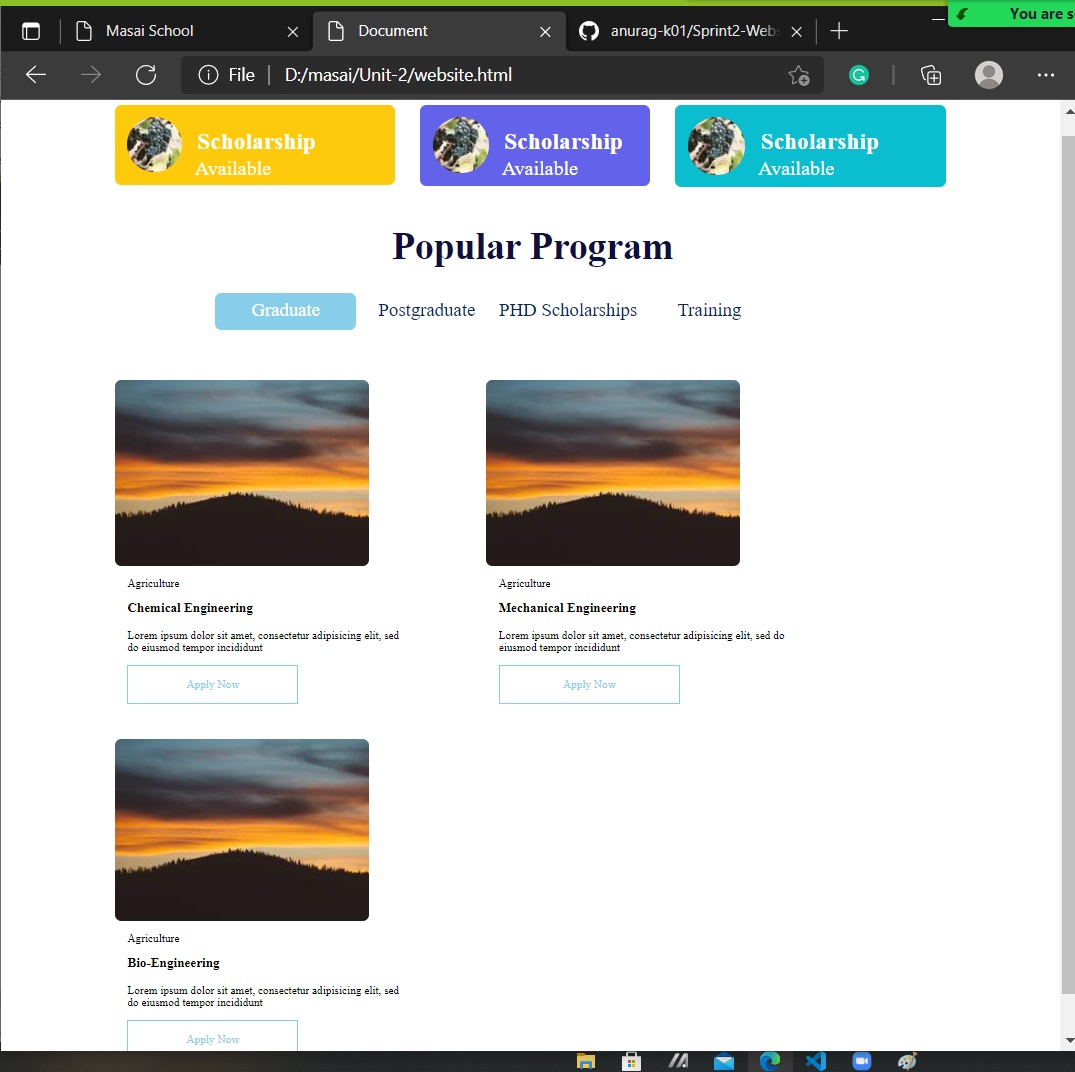 You are s
Masai School
Document
anurag-k01/Sprint2-Webs
File
D:/masai/Unit-2/website.html
Scholarship
Available
Scholarship
Available
Scholarship
Available
Popular Program
Graduate
Postgraduate
PHD Scholarships
Training
Agriculture
Chemical Engineering
Lorem ipsum dolor sit amet, consectetur adipisicing elit, sed
do eiusmod tempor incididunt
Apply Now
Agriculture
Mechanical Engineering
Lorem ipsum dolor sit amet, consectetur adipisicing elit, sed do
eiusmod tempor incididunt
Apply Now
Agriculture
Bio-Engineering
Lorem ipsum dolor sit amet, consectetur adipisicing elit, sed
do eiusmod tempor incididunt
Apply Now